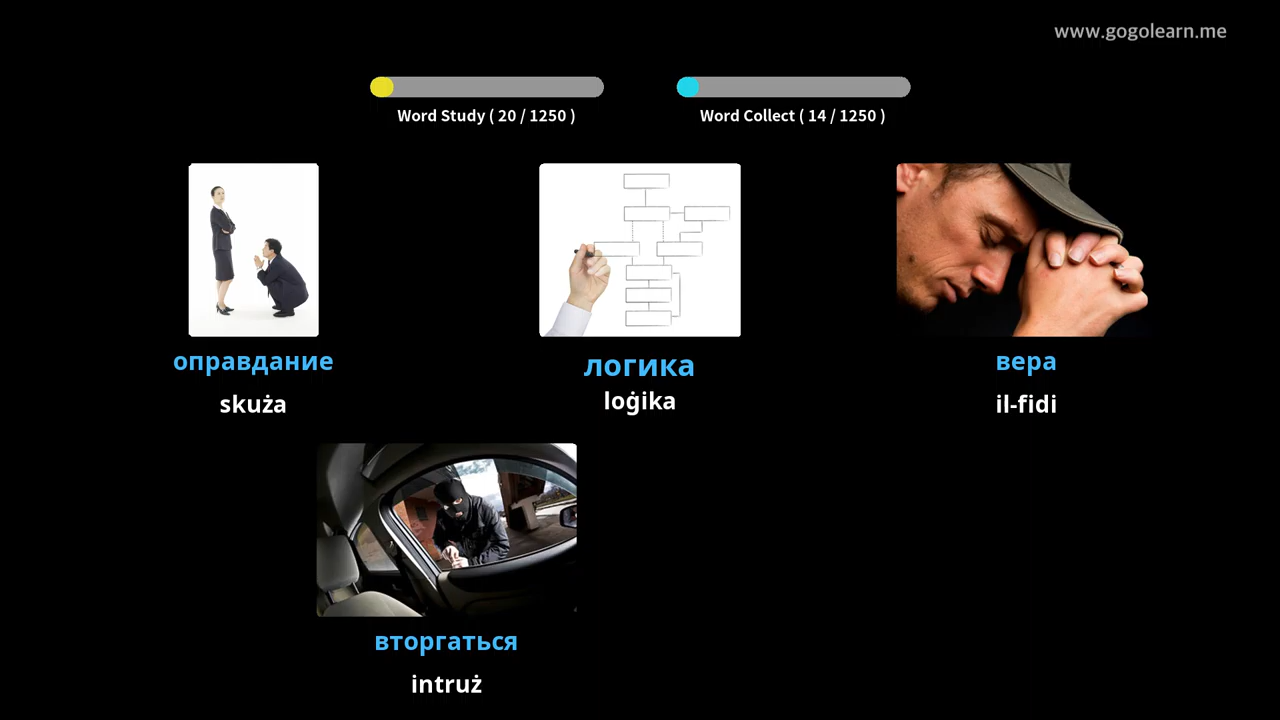 www.gogolearn.me
Word Study ( 20 / 1250 )
Word Collect ( 14 / 1250 )
оправдание
логика
вера
skuża
loġika
il-fidi
вторгаться
intruż